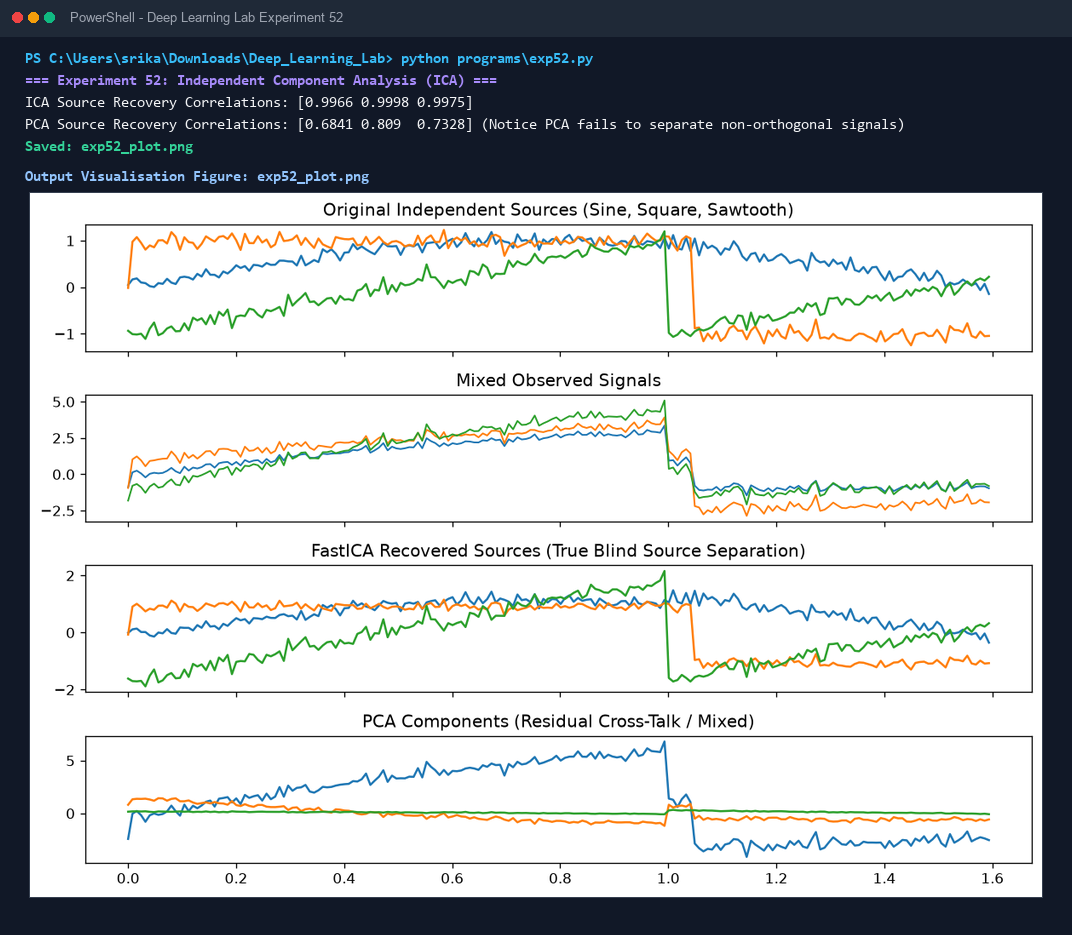 PowerShell - Deep Learning Lab Experiment 52
PS C:\Users\srika\Downloads\Deep_Learning_Lab> python programs\exp52.py
=== Experiment 52: Independent Component Analysis (ICA) ===
ICA Source Recovery Correlations: [0.9966 0.9998 0.9975]
PCA Source Recovery Correlations: [0.6841 0.809  0.7328] (Notice PCA fails to separate non-orthogonal signals)
Saved: exp52_plot.png
Output Visualisation Figure: exp52_plot.png
Original Independent Sources (Sine, Square, Sawtooth)
1
0
−1
Mixed Observed Signals
5.0
2.5
0.0
−2.5
FastICA Recovered Sources (True Blind Source Separation)
2
0
−2
PCA Components (Residual Cross-Talk / Mixed)
5
0
0.0 0.2 0.4 0.6 0.8 1.0 1.2 1.4 1.6